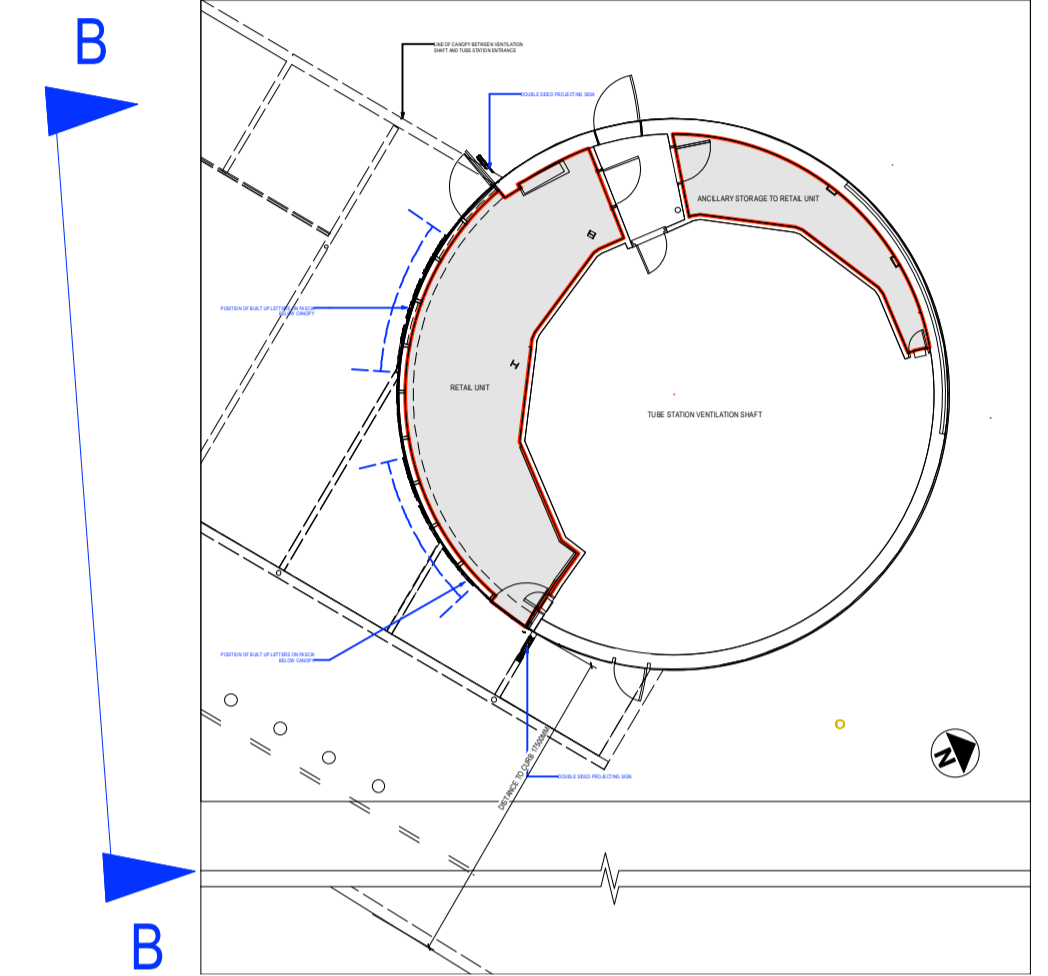 B
LINE OF CANOPY BETWEEN VENTILATION
SHAFT AND TUBE STATION ENTRANCE
DOUBLE SIDED PROJECTING SIGN
ANCILLARY STORAGE TO RETAIL UNIT
POSITION OF BUILT UP LETTERS ON FASCIA
BELOW CANOPY
RETAIL UNIT
TUBE STATION VENTILATION SHAFT
POSITION OF BUILT UP LETTERS ON FASCIA
BELOW CANOPY
DISTANCE TO CURB 17500MM
N
DOUBLE SIDED PROJECTING SIGN
B